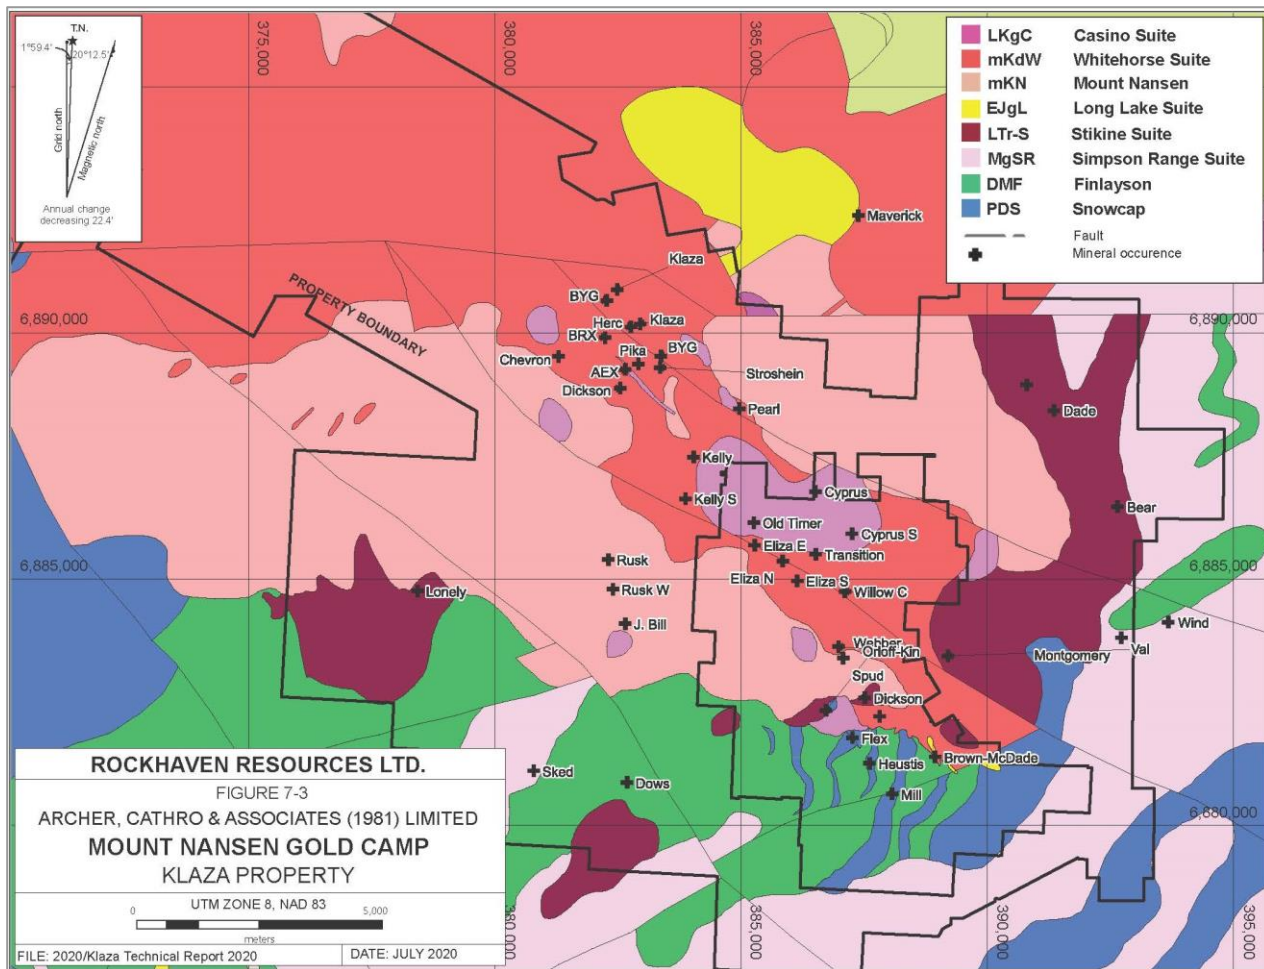 T.N.
1°59.4'
20°12.5'
Grid north
Magnetic north
Annual change
decreasing 22.4'
375,000
380,000
385,000
LKgC Casino Suite
mKdW Whitehorse Suite
mKN Mount Nansen
EJgL Long Lake Suite
LTr-S Stikine Suite
MgSR Simpson Range Suite
DMF Finlayson
PDS Snowcap
Fault
Mineral occurence
Maverick
Klaza
PROPERTY BOUNDARY
BYG
6,890,000
6,890,000
Herc
Klaza
BRX
Pika
BYG
Chevron
AEX
Stroshein
Dickson
Pearl
Dade
Kelly
Kelly S
Cyprus
Bear
Old Timer
Cyprus S
Eliza E
Transition
Rusk
6,885,000
6,885,000
Eliza N
Eliza S
Lonely
Rusk W
Willow C
J. Bill
Wind
Webber
Orloff-Kin
Montgomery
Val
Spud
Dickson
Flex
Brown-McDade
Heustis
Sked
Dows
Mill
6,880,000
ROCKHAVEN RESOURCES LTD.
FIGURE 7-3
ARCHER, CATHRO & ASSOCIATES (1981) LIMITED
MOUNT NANSEN GOLD CAMP
KLAZA PROPERTY
UTM ZONE 8, NAD 83
0 5,000
meters
FILE: 2020/Klaza Technical Report 2020
DATE: JULY 2020
380,000
385,000
390,000
395,000